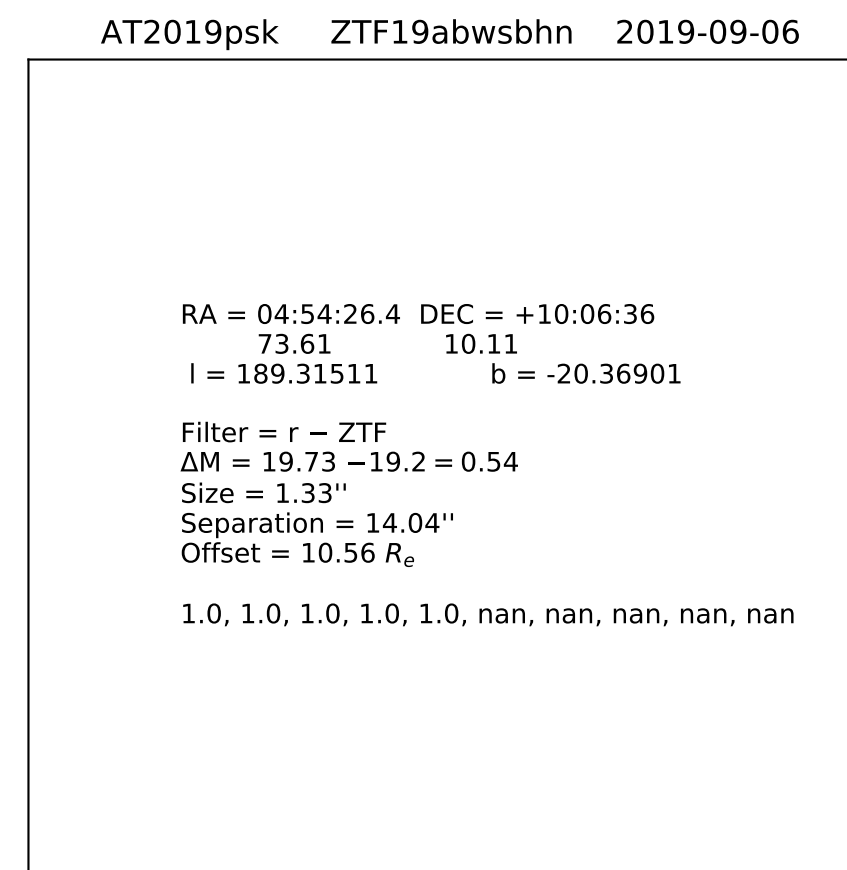 AT2019psk ZTF19abwsbhn 2019-09-06
RA = 04:54:26.4 DEC = +10:06:36
73.61 10.11
l = 189.31511 b = -20.36901
Filter = r − ZTF
ΔM = 19.73 −19.2 = 0.54
Size = 1.33''
Separation = 14.04''
Offset = 10.56 Rₑ
1.0, 1.0, 1.0, 1.0, 1.0, nan, nan, nan, nan, nan